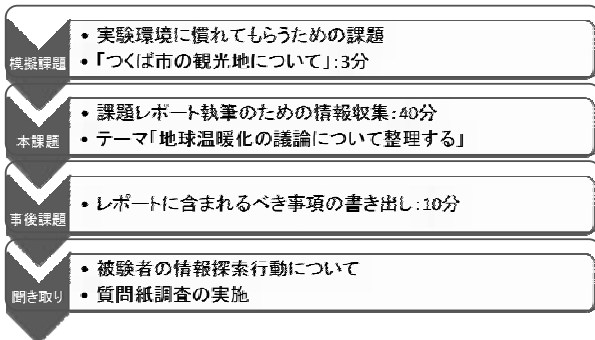 模擬課題
• 実験環境に慣れてもらうための課題
• 「つくば市の観光地について」：3分
本課題
• 課題レポート執筆のための情報収集：40分
• テーマ「地球温暖化の議論について整理する」
事後課題
• レポートに含まれるべき事項の書き出し：10分
聞き取り
• 被験者の情報探索行動について
• 質問紙調査の実施